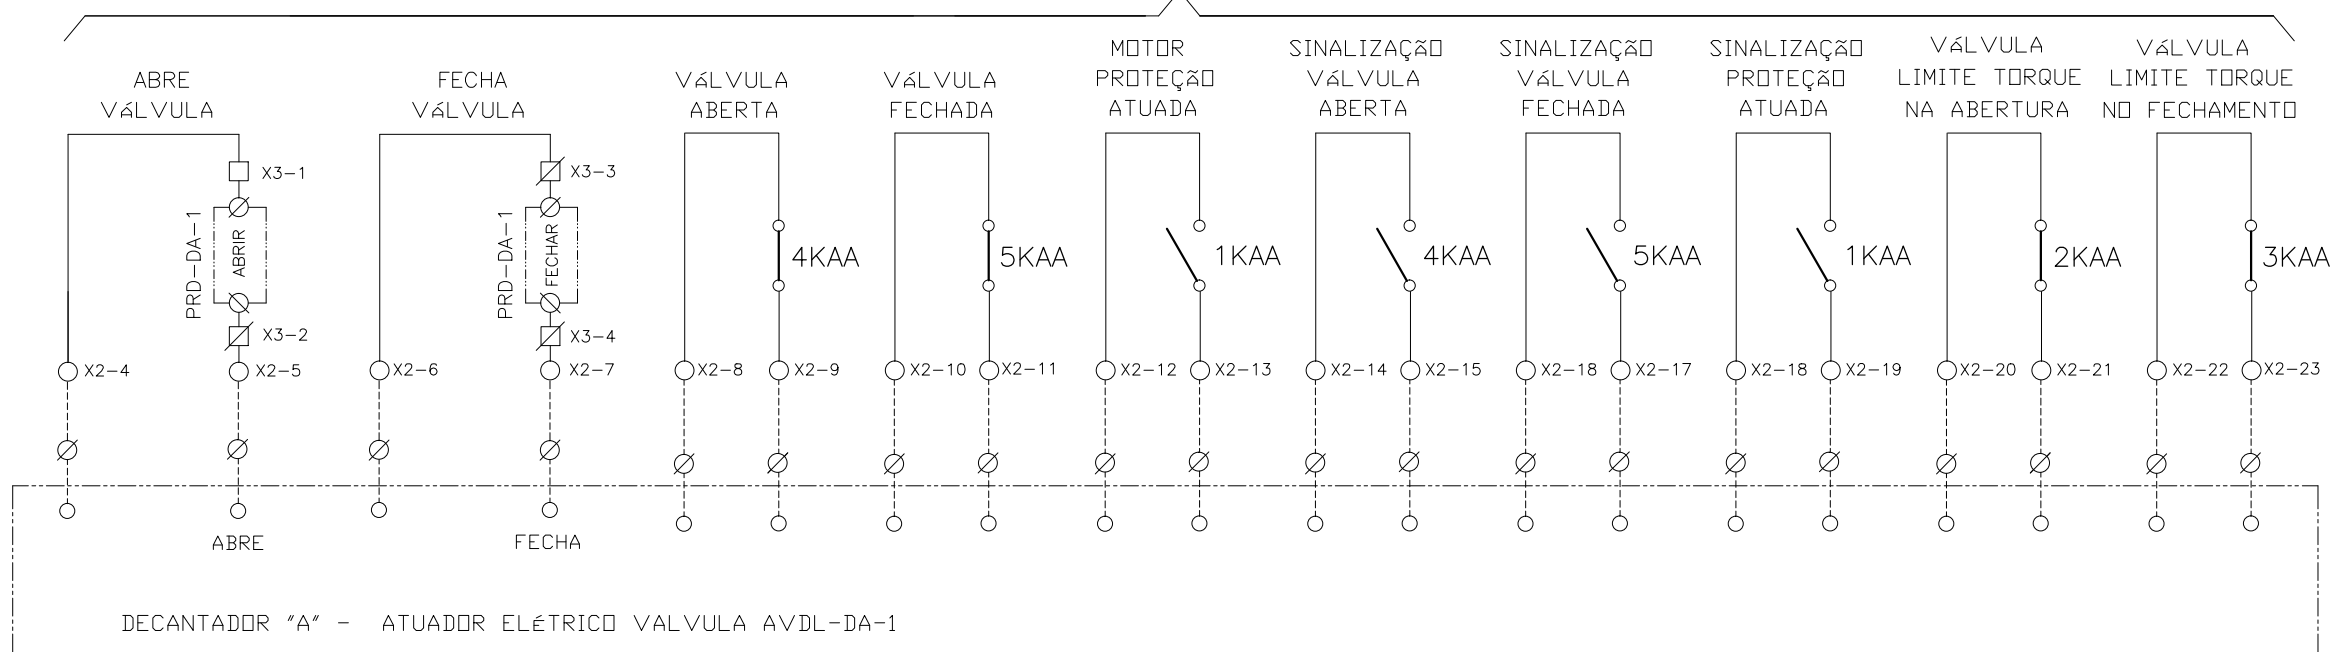 ABRE
VáLVULA
FECHA
VáLVULA
VáLVULA
ABERTA
VáLVULA
FECHADA
MOTOR
PROTEÇãO
ATUADA
SINALIZAÇãO
VáLVULA
ABERTA
SINALIZAÇãO
VáLVULA
FECHADA
SINALIZAÇãO
PROTEÇãO
ATUADA
VáLVULA
LIMITE TORQUE
NA ABERTURA
VáLVULA
LIMITE TORQUE
NO FECHAMENTO
X3-1
PRD-DA-1
ABRIR
X3-2
X3-3
PRD-DA-1
FECHAR
X3-4
4KAA
5KAA
1KAA
4KAA
5KAA
1KAA
2KAA
3KAA
X2-4
X2-5
X2-6
X2-7
X2-8
X2-9
X2-10
X2-11
X2-12
X2-13
X2-14
X2-15
X2-18
X2-17
X2-18
X2-19
X2-20
X2-21
X2-22
X2-23
ABRE
FECHA
DECANTADOR "A" - ATUADOR ELéTRICO VALVULA AVDL-DA-1